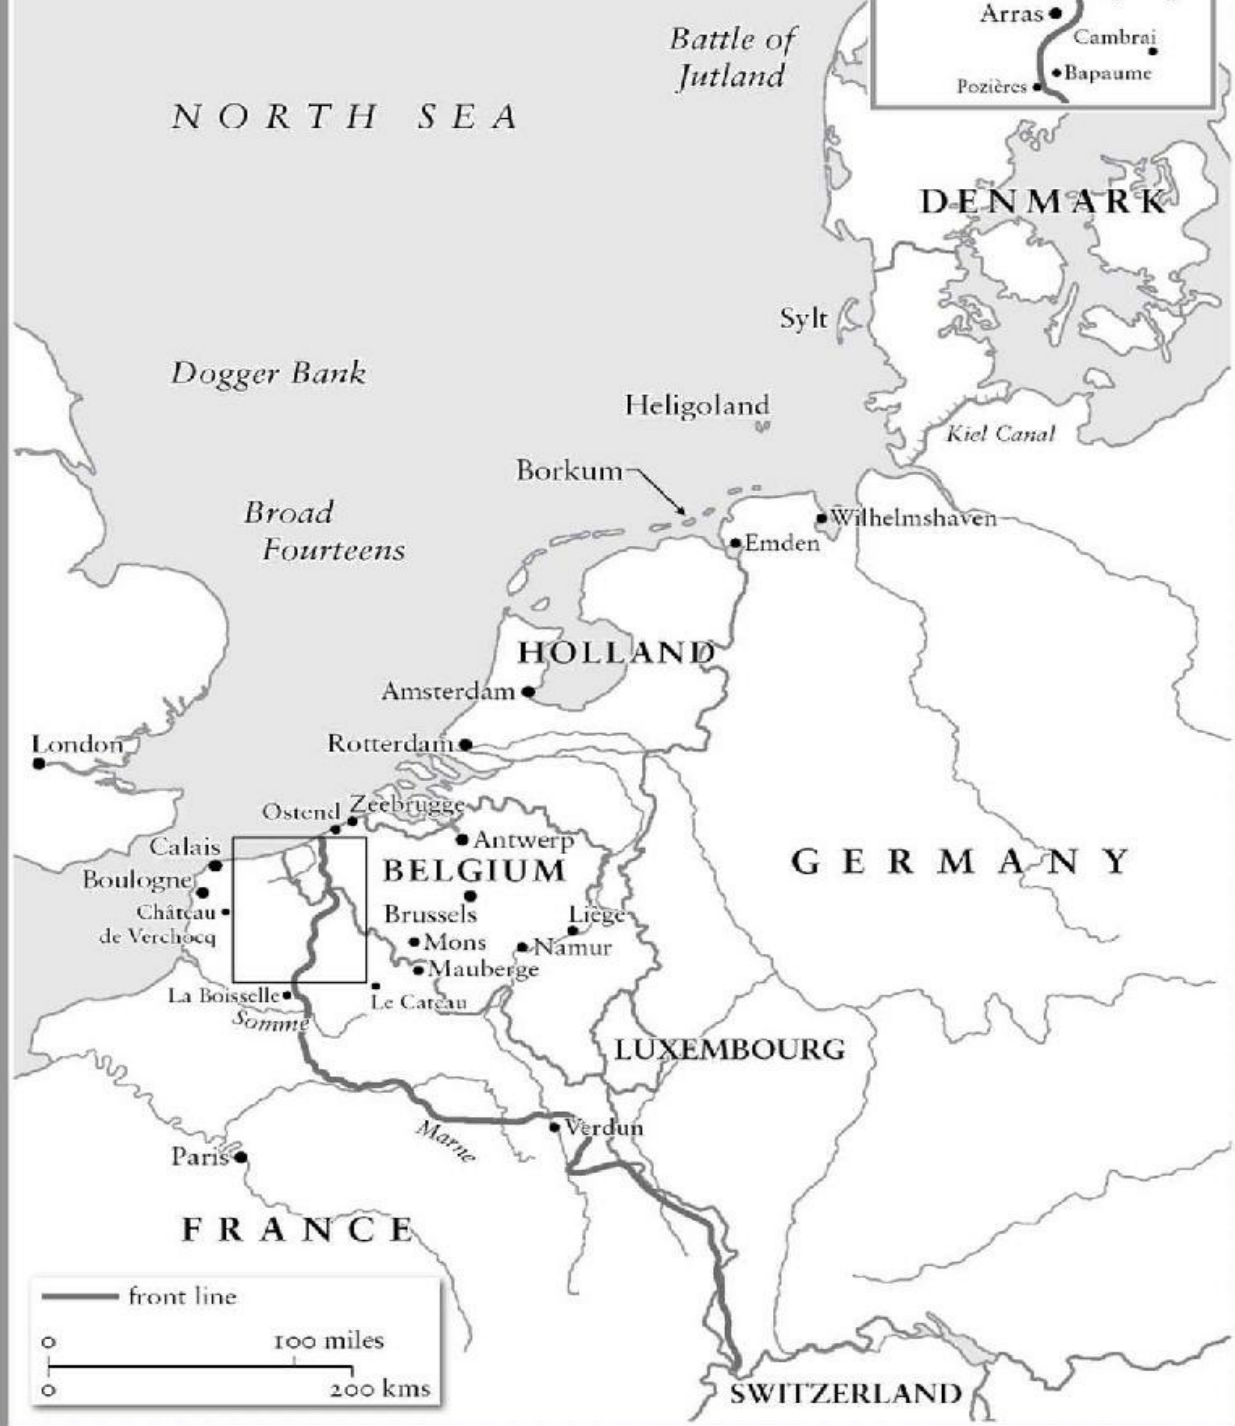 Arras
Cambrai
Bapaume
Pozières
Battle of
Jutland
NORTH SEA
DENMARK
Sylt
Dogger Bank
Heligoland
Kiel Canal
Borkum
Broad
Fourteens
Wilhelmshaven
Emden
HOLLAND
Amsterdam
London
Rotterdam
Ostend
Zeebrugge
Calais
Antwerp
BELGIUM
GERMANY
Boulogne
Château
de Verchocq
Brussels
Liège
Mons
Namur
Mauberge
La Boisselle
Le Cateau
Somme
LUXEMBOURG
Verdun
Marne
Paris
FRANCE
front line
0 100 miles
0 200 kms
SWITZERLAND